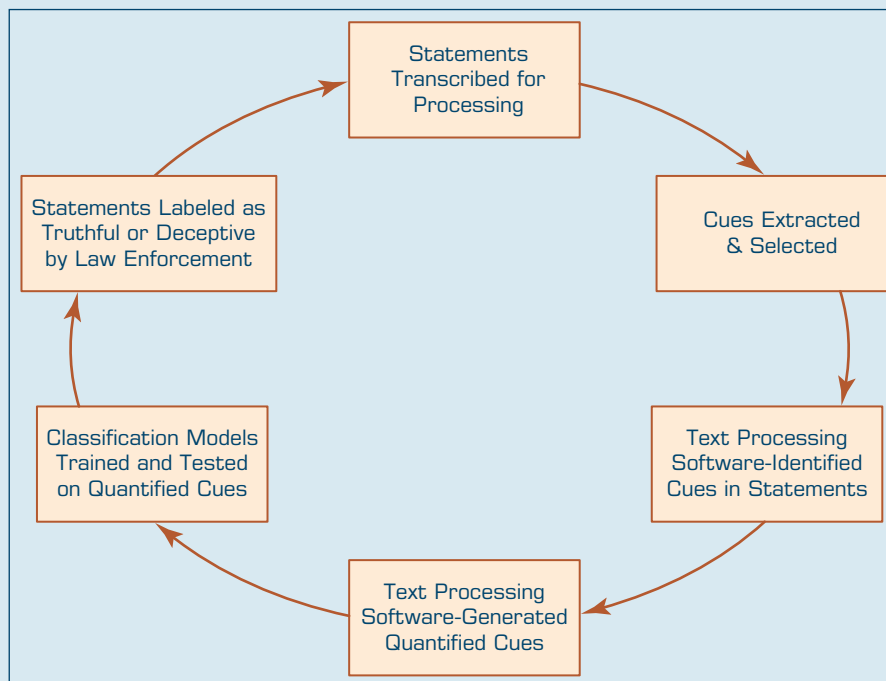 Statements
Transcribed for
Processing
Cues Extracted
& Selected
Text Processing
Software-Identified
Cues in Statements
Text Processing
Software-Generated
Quantified Cues
Classification Models
Trained and Tested
on Quantified Cues
Statements Labeled as
Truthful or Deceptive
by Law Enforcement